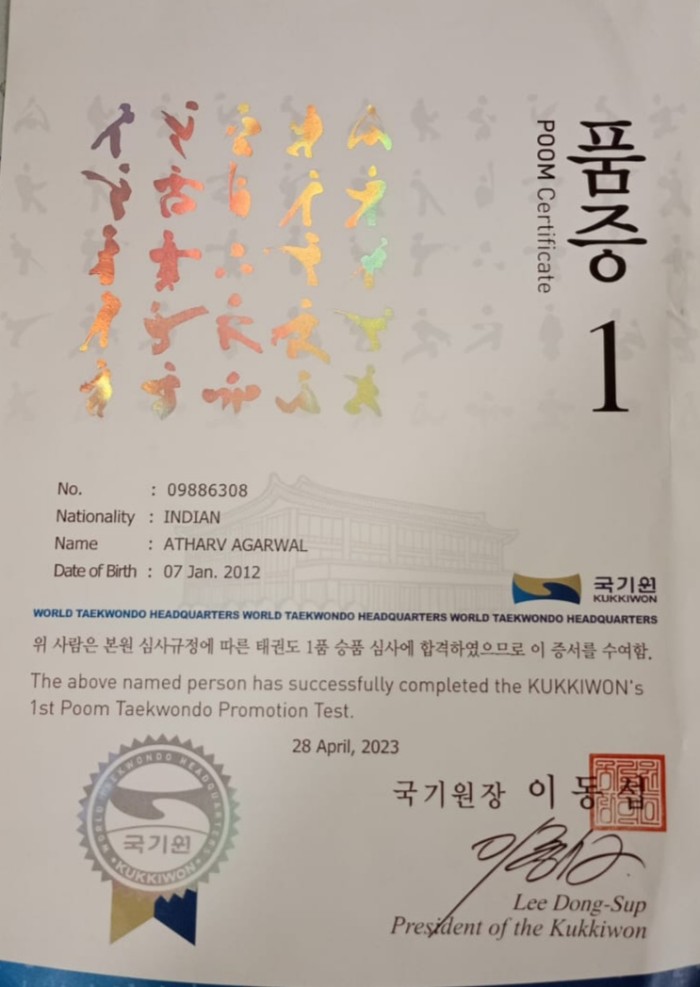 품증 1
POOM Certificate
No. : 09886308
Nationality : INDIAN
Name : ATHARV AGARWAL
Date of Birth : 07 Jan. 2012
국기원
KUKKIWON
WORLD TAEKWONDO HEADQUARTERS WORLD TAEKWONDO HEADQUARTERS WORLD TAEKWONDO HEADQUARTERS
위 사람은 본원 심사규정에 따른 태권도 1품 승품 심사에 합격하였으므로 이 증서를 수여함.
The above named person has successfully completed the KUKKIWON's
1st Poom Taekwondo Promotion Test.
28 April, 2023
WORLD TAEKWONDO HEADQUARTERS
국기원
KUKKIWON
국기원장 이동섭
Lee Dong-Sup
President of the Kukkiwon